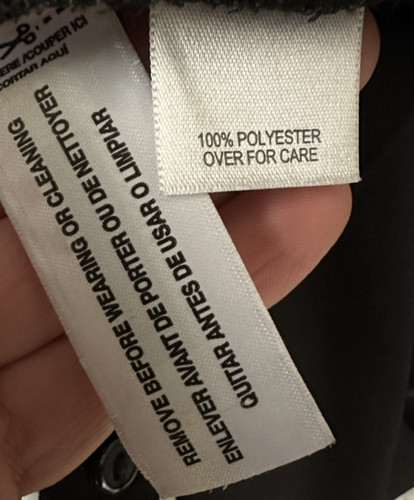 ERE/COUPER ICI
CORTAR AQUÍ
REMOVE BEFORE WEARING OR CLEANING
ENLEVER AVANT DE PORTER OU DE NETTOYER
QUITAR ANTES DE USAR O LIMPIAR
100% POLYESTER
OVER FOR CARE